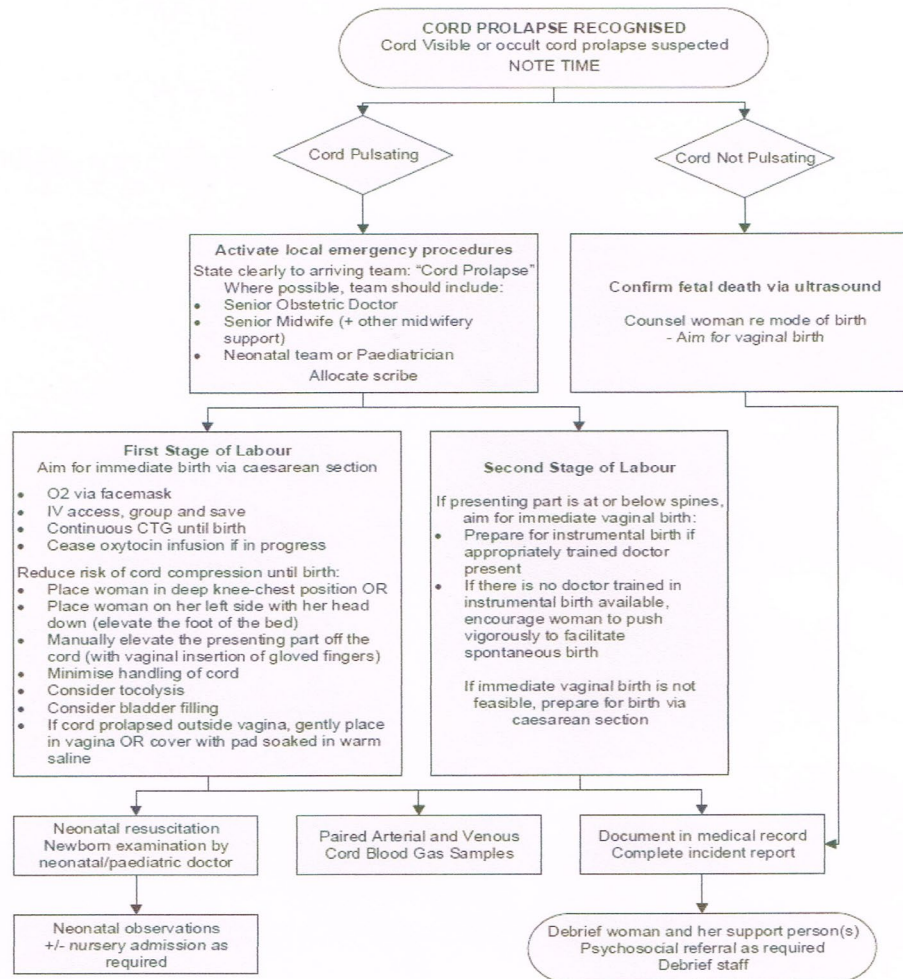 CORD PROLAPSE RECOGNISED
Cord Visible or occult cord prolapse suspected
NOTE TIME
Cord Pulsating
Cord Not Pulsating
Activate local emergency procedures
State clearly to arriving team: “Cord Prolapse”
Where possible, team should include:
• Senior Obstetric Doctor
• Senior Midwife (+ other midwifery
support)
• Neonatal team or Paediatrician
Allocate scribe
Confirm fetal death via ultrasound
Counsel woman re mode of birth
- Aim for vaginal birth
First Stage of Labour
Aim for immediate birth via caesarean section
• O2 via facemask
• IV access, group and save
• Continuous CTG until birth
• Cease oxytocin infusion if in progress
Reduce risk of cord compression until birth:
• Place woman in deep knee-chest position OR
• Place woman on her left side with her head
down (elevate the foot of the bed)
• Manually elevate the presenting part off the
cord (with vaginal insertion of gloved fingers)
• Minimise handling of cord
• Consider tocolysis
• Consider bladder filling
• If cord prolapsed outside vagina, gently place
in vagina OR cover with pad soaked in warm
saline
Second Stage of Labour
If presenting part is at or below spines,
aim for immediate vaginal birth:
• Prepare for instrumental birth if
appropriately trained doctor
present
• If there is no doctor trained in
instrumental birth available,
encourage woman to push
vigorously to facilitate
spontaneous birth
If immediate vaginal birth is not
feasible, prepare for birth via
caesarean section
Neonatal resuscitation
Newborn examination by
neonatal/paediatric doctor
Paired Arterial and Venous
Cord Blood Gas Samples
Document in medical record
Complete incident report
Neonatal observations
+/- nursery admission as
required
Debrief woman and her support person(s)
Psychosocial referral as required
Debrief staff